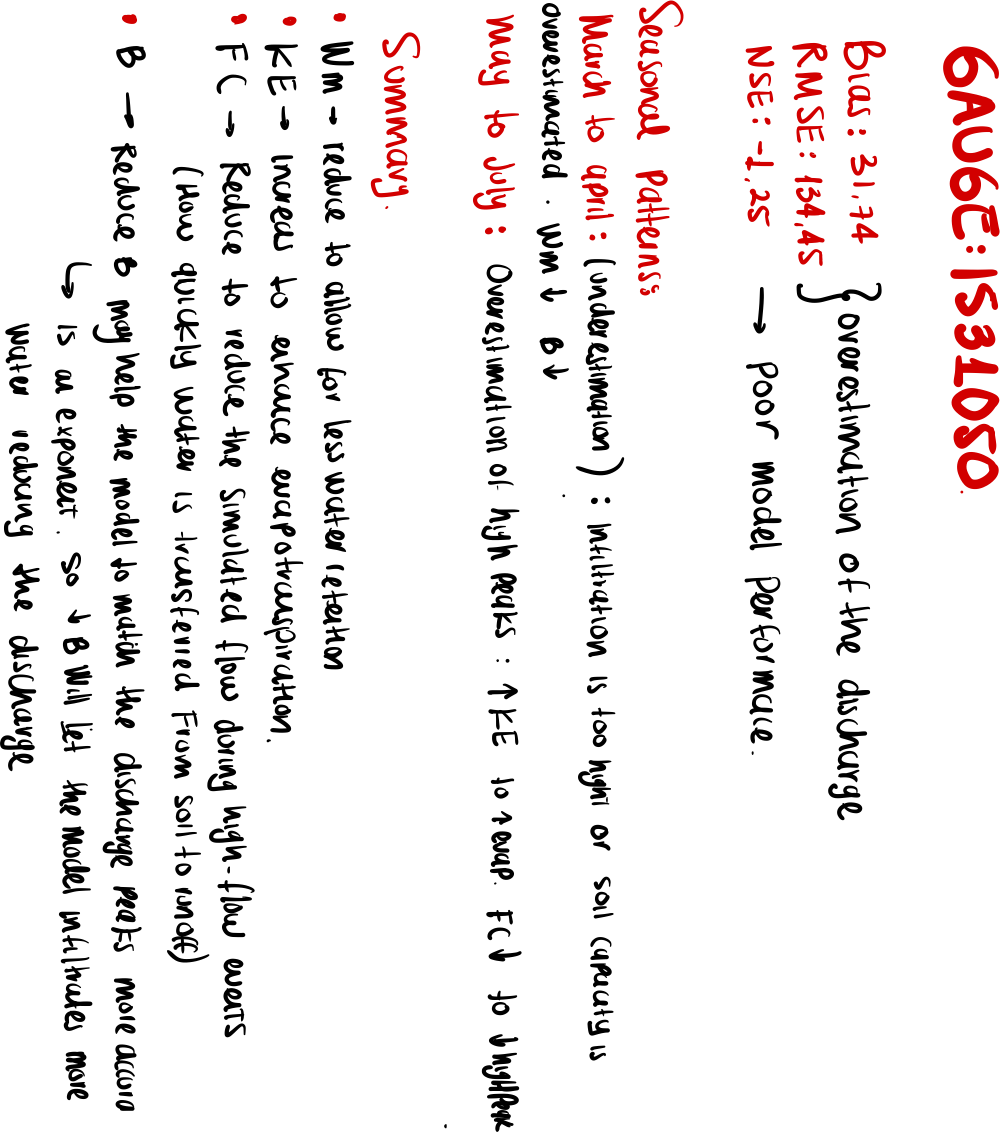 GAUGE: IS31050.
Bias: 31,74
RMSE: 134,45 } { overestimation of the discharge
NSE: -1,25 → Poor model performace.
Seasonal patterns:
March to april: (underestimation) : Infiltration is too hight or soil capacity is
overestimated. Wm ↓ B ↓
May to July: Overestimation of high peaks : ↑ KE to ↑ evap. FC ↓ to ↓ highpeak
Summary.
• Wm → reduce to allow for less water retention
• KE → Increas to enhance evapotranspiration.
• FC → Reduce to reduce the simulated flow during high-flow events
(How quickly water is transferred From soil to runoff)
• B → Reduce B may help the model to match the discharge peaks more accura
↳ is as exponent. so ↓ B Will let the model infiltrates more
water reducing the discharge